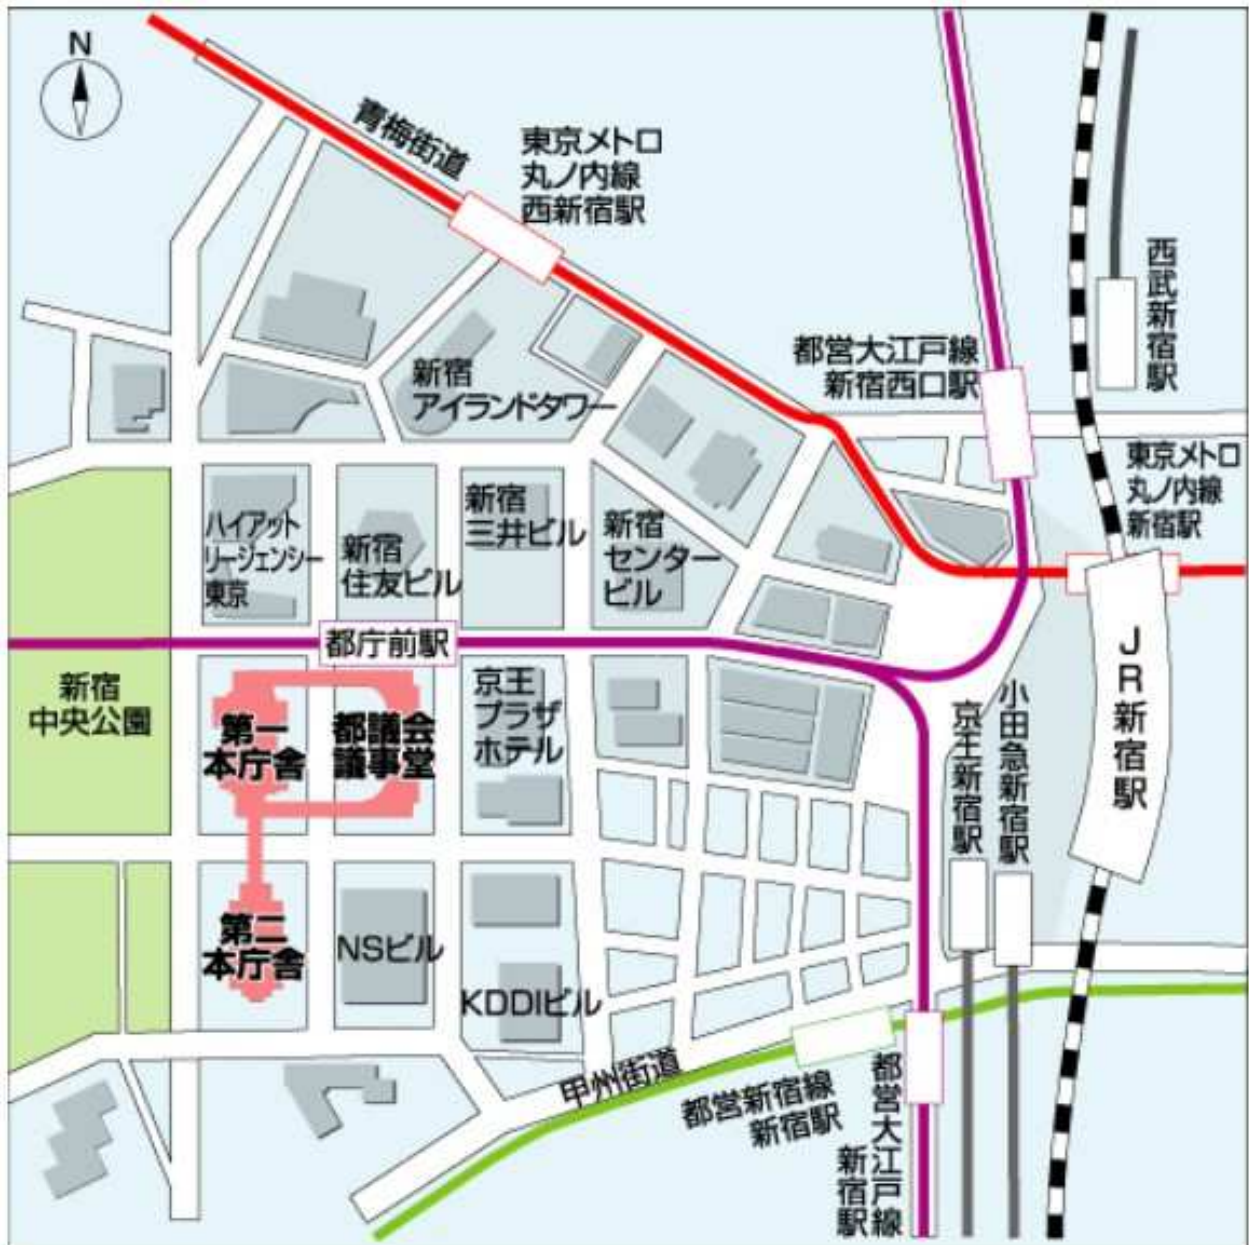 N
青梅街道
東京メトロ
丸ノ内線
西新宿駅
西武新宿駅
都営大江戸線
新宿西口駅
新宿
アイランドタワー
東京メトロ
丸ノ内線
新宿駅
ハイアット
リージェンシー
東京
新宿
住友ビル
新宿
三井ビル
新宿
センター
ビル
都庁前駅
新宿
中央公園
第一
本庁舎
都議会
議事堂
京王
プラザ
ホテル
京王新宿駅
小田急新宿駅
JR新宿駅
第二
本庁舎
NSビル
KDDIビル
甲州街道
都営新宿線
新宿駅
都営大江戸線
新宿駅